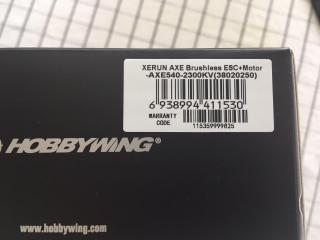 XERUN AXE Brushless ESC+Motor
-AXE540-2300KV(38020250)
6 938994 411530
WARRANTY CODE 115359999825
HOBBYWING®
www.hobbywing.com